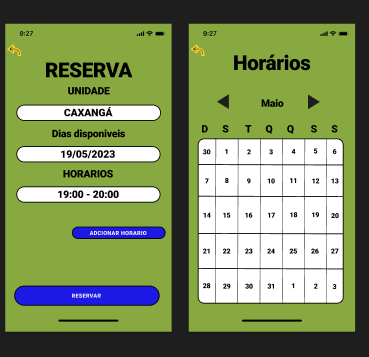 9:27
RESERVA
UNIDADE
CAXANGÁ
Dias disponiveis
19/05/2023
HORARIOS
19:00 - 20:00
ADCIONAR HORARIO
RESERVAR
9:27
Horários
Maio
D S T Q Q S S
30 1 2 3 4 5 6
7 8 9 10 11 12 13
14 15 16 17 18 19 20
21 22 23 24 25 26 27
28 29 30 31 1 2 3